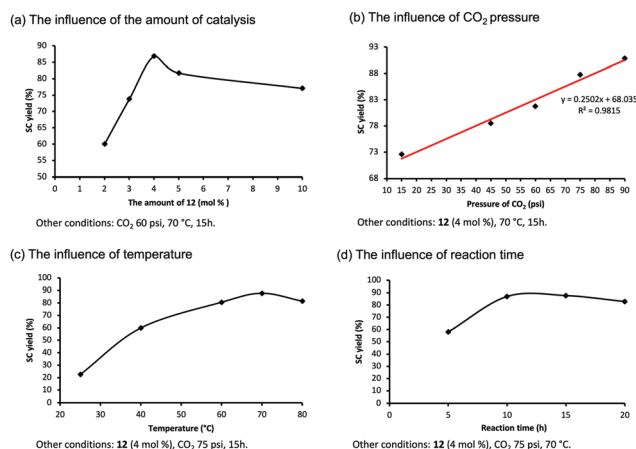 (a) The influence of the amount of catalysis
SC yield (%)
90
85
80
75
70
65
60
55
50
0 1 2 3 4 5 6 7 8 9 10
The amount of 12 (mol % )
Other conditions: CO2 60 psi, 70 °C, 15h.
(b) The influence of CO2 pressure
SC yield (%)
93
88
83
78
73
68
y = 0.2502x + 68.035
R² = 0.9815
10 15 20 25 30 35 40 45 50 55 60 65 70 75 80 85 90
Pressure of CO2 (psi)
Other conditions: 12 (4 mol %), 70 °C, 15h.
(c) The influence of temperature
SC yield (%)
100
90
80
70
60
50
40
30
20
10
0
20 30 40 50 60 70 80
Temperature (°C)
Other conditions: 12 (4 mol %), CO2 75 psi, 15h.
(d) The influence of reaction time
SC yield (%)
100
90
80
70
60
50
40
30
20
10
0
0 5 10 15 20
Reaction time (h)
Other conditions: 12 (4 mol %), CO2 75 psi, 70 °C.